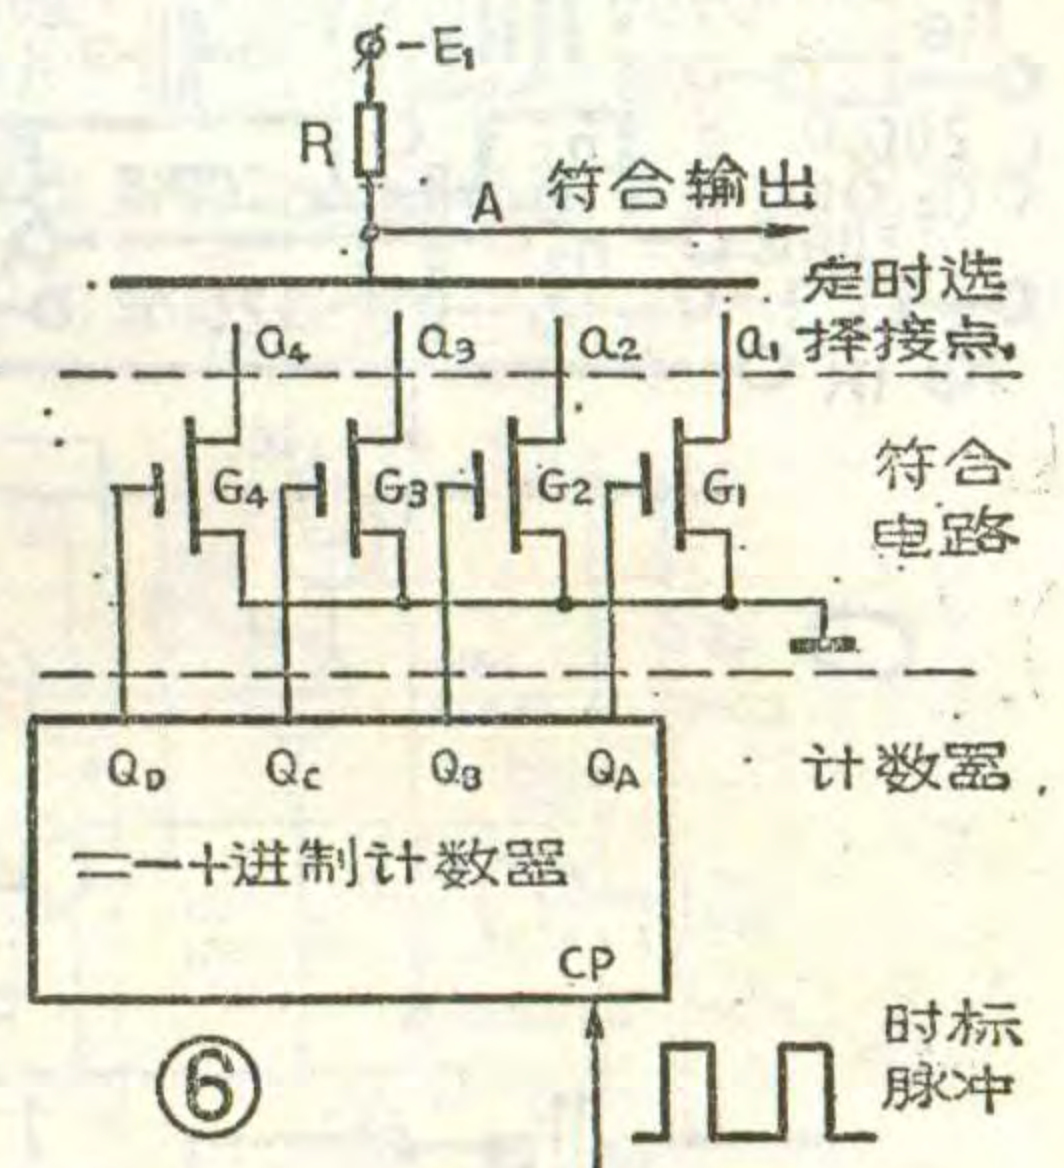 -E₁
R
A 符合输出
定时选
择接点.
a₄ a₃ a₂ a₁
G₄ G₃ G₂ G₁
符合
电路
Q_D Q_C Q_B Q_A
计数器
二一十进制计数器
CP
时标
脉冲
⑥